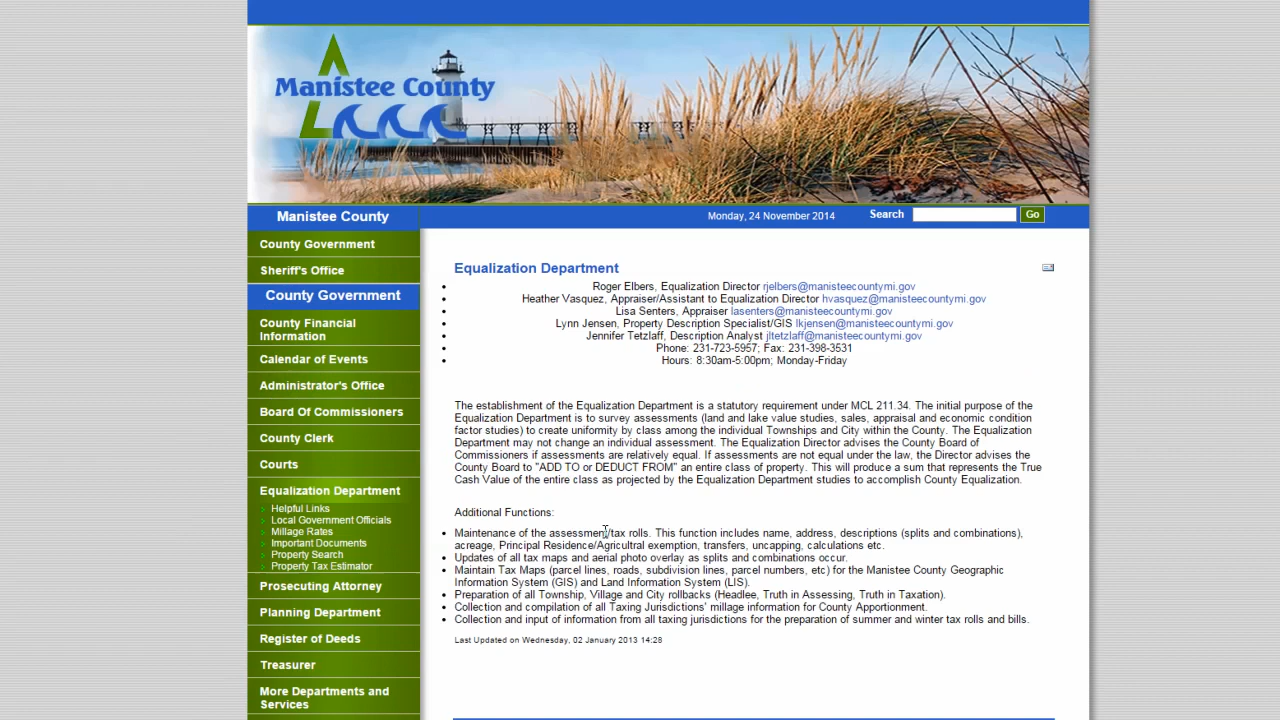 Manistee County
Manistee County
Monday, 24 November 2014
Search
Go
County Government
Sheriff's Office
County Government
County Financial
Information
Calendar of Events
Administrator's Office
Board Of Commissioners
County Clerk
Courts
Equalization Department
Helpful Links
Local Government Officials
Millage Rates
Important Documents
Property Search
Property Tax Estimator
Prosecuting Attorney
Planning Department
Register of Deeds
Treasurer
More Departments and
Services
Equalization Department
Roger Elbers, Equalization Director rjelbers@manisteecountymi.gov
Heather Vasquez, Appraiser/Assistant to Equalization Director hvasquez@manisteecountymi.gov
Lisa Senters, Appraiser lasenters@manisteecountymi.gov
Lynn Jensen, Property Description Specialist/GIS lkjensen@manisteecountymi.gov
Jennifer Tetzlaff, Description Analyst jltetzlaff@manisteecountymi.gov
Phone: 231-723-5957; Fax: 231-398-3531
Hours: 8:30am-5:00pm; Monday-Friday
The establishment of the Equalization Department is a statutory requirement under MCL 211.34. The initial purpose of the
Equalization Department is to survey assessments (land and lake value studies, sales, appraisal and economic condition
factor studies) to create uniformity by class among the individual Townships and City within the County. The Equalization
Department may not change an individual assessment. The Equalization Director advises the County Board of
Commissioners if assessments are relatively equal. If assessments are not equal under the law, the Director advises the
County Board to "ADD TO or DEDUCT FROM" an entire class of property. This will produce a sum that represents the True
Cash Value of the entire class as projected by the Equalization Department studies to accomplish County Equalization.
Additional Functions:
Maintenance of the assessment/tax rolls. This function includes name, address, descriptions (splits and combinations),
acreage, Principal Residence/Agricultral exemption, transfers, uncapping, calculations etc.
Updates of all tax maps and aerial photo overlay as splits and combinations occur.
Maintain Tax Maps (parcel lines, roads, subdivision lines, parcel numbers, etc) for the Manistee County Geographic
Information System (GIS) and Land Information System (LIS).
Preparation of all Township, Village and City rollbacks (Headlee, Truth in Assessing, Truth in Taxation).
Collection and compilation of all Taxing Jurisdictions' millage information for County Apportionment.
Collection and input of information from all taxing jurisdictions for the preparation of summer and winter tax rolls and bills.
Last Updated on Wednesday, 02 January 2013 14:28